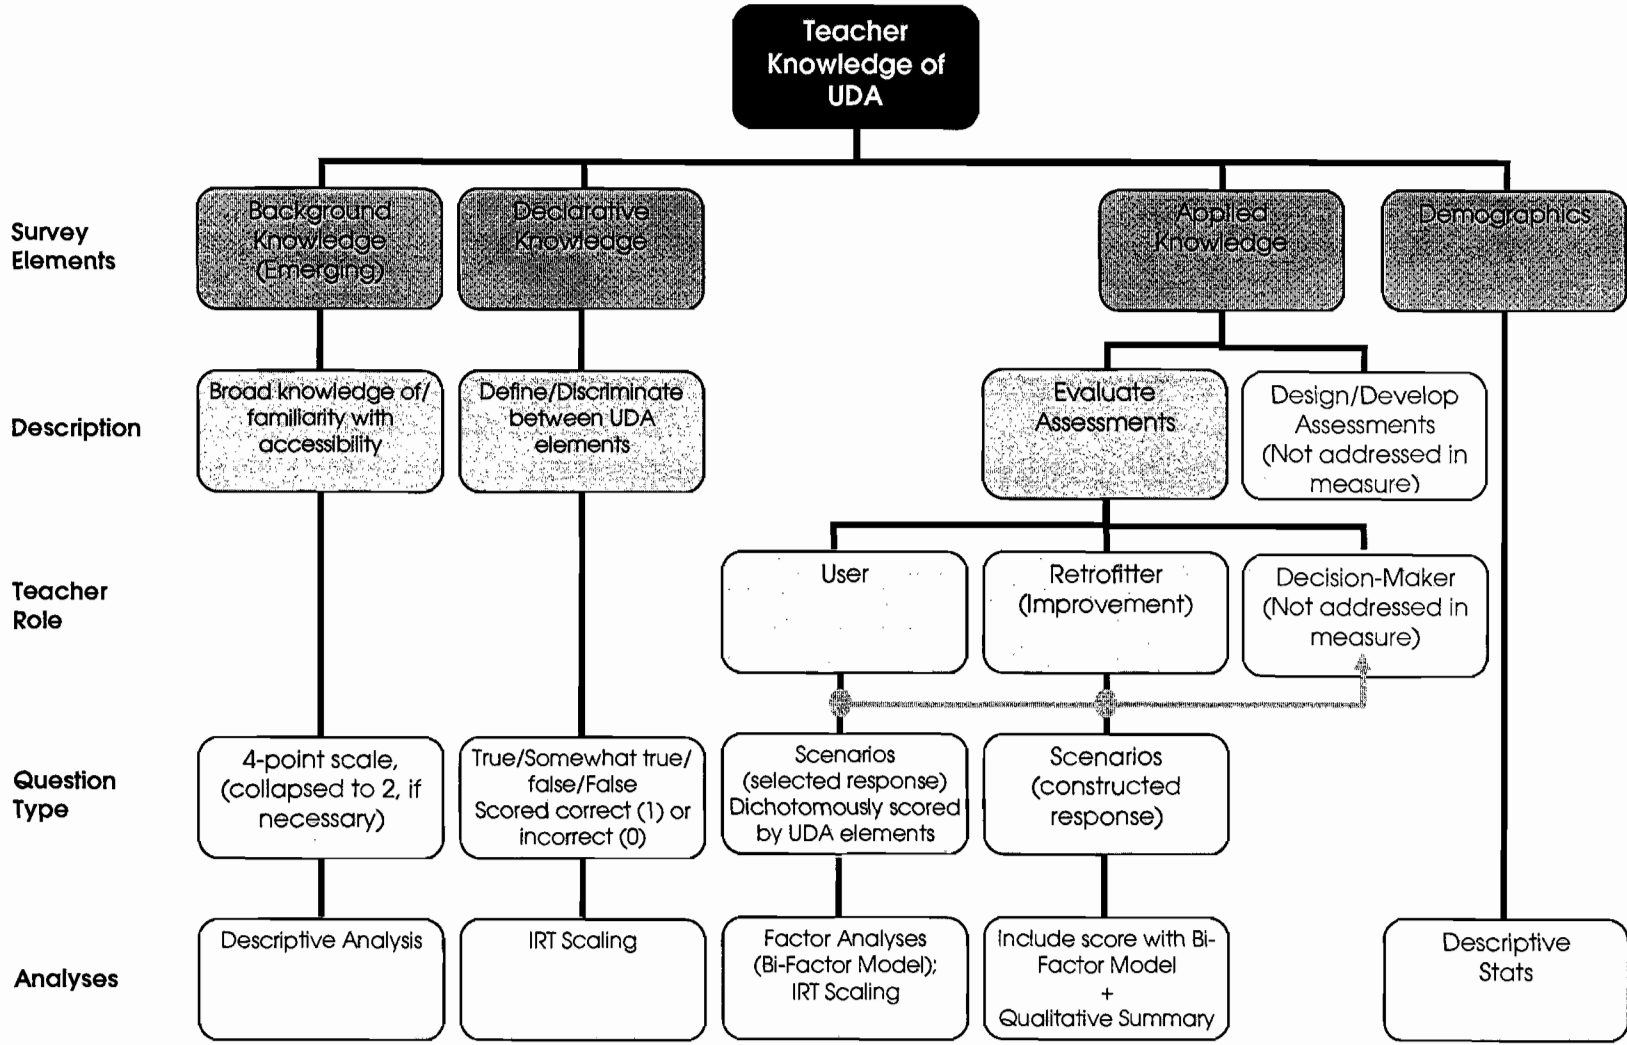 Teacher
Knowledge of
UDA
Survey
Elements
Background
Knowledge
(Emerging)
Declarative
Knowledge
Applied
Knowledge
Demographics
Description
Broad knowledge of/
familiarity with
accessibility
Define/Discriminate
between UDA
elements
Evaluate
Assessments
Design/Develop
Assessments
(Not addressed in
measure)
Teacher
Role
User
Retrofitter
(Improvement)
Decision-Maker
(Not addressed in
measure)
Question
Type
4-point scale,
(collapsed to 2, if
necessary)
True/Somewhat true/
false/False
Scored correct (1) or
incorrect (0)
Scenarios
(selected response)
Dichotomously scored
by UDA elements
Scenarios
(constructed
response)
Analyses
Descriptive Analysis
IRT Scaling
Factor Analyses
(Bi-Factor Model);
IRT Scaling
Include score with Bi-
Factor Model
+
Qualitative Summary
Descriptive
Stats